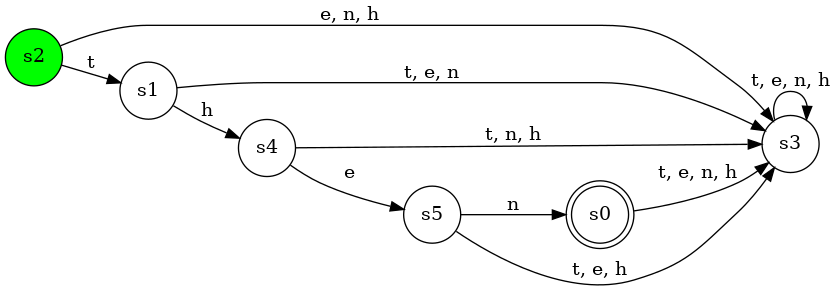 e, n, h
s2
t
s1
t, e, n
t, e, n, h
h
s4
t, n, h
s3
e
t, e, n, h
s5
n
s0
t, e, h